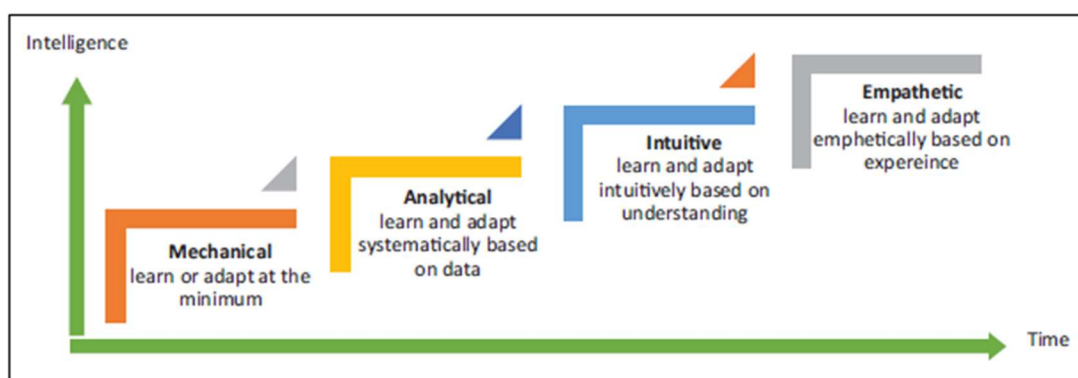 Intelligence
Mechanical
learn or adapt at the
minimum
Analytical
learn and adapt
systematically based
on data
Intuitive
learn and adapt
intuitively based on
understanding
Empathetic
learn and adapt
emphetically based on
expereince
Time